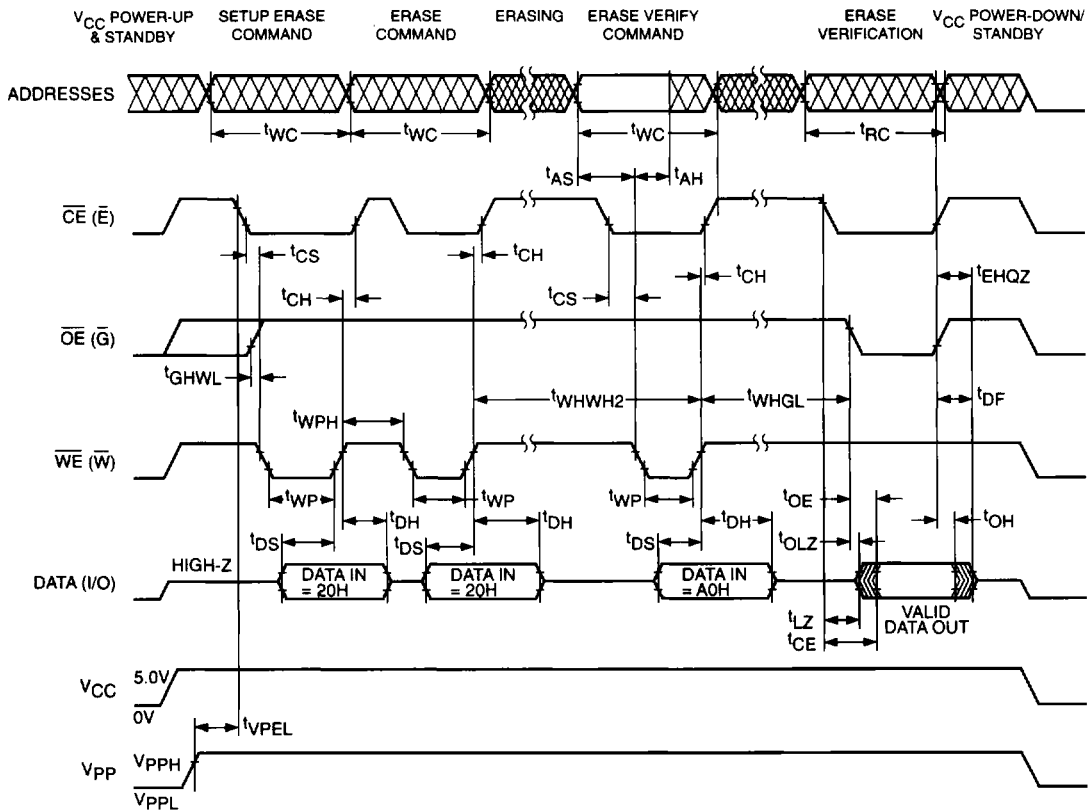 VCC POWER-UP & STANDBY
SETUP ERASE COMMAND
ERASE COMMAND
ERASING
ERASE VERIFY COMMAND
ERASE VERIFICATION
VCC POWER-DOWN/ STANDBY
ADDRESSES
tWC
tWC
tWC
tRC
tAS
tAH
C̅E̅ (E̅)
tCS
tCH
tCH
tCS
tCH
tEHQZ
O̅E̅ (G̅)
tGHWL
tWHWH2
tWHGL
tDF
tWPH
W̅E̅ (W̅)
tWP
tWP
tWP
tOE
tDH
tDH
tDH
tOH
tDS
tDS
tDS
tOLZ
HIGH-Z
DATA (I/O)
DATA IN = 20H
DATA IN = 20H
DATA IN = A0H
VALID DATA OUT
tLZ
tCE
VCC
5.0V
0V
tVPEL
VPP
VPPH
VPPL